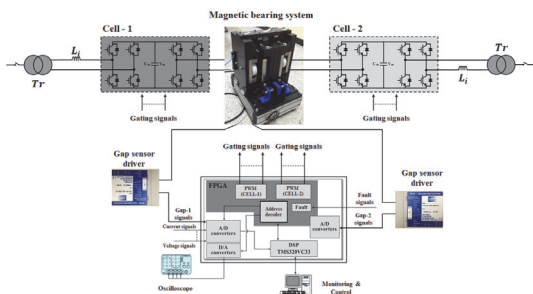 Magnetic bearing system
Cell - 1
Cell - 2
Li
Tr
Li
Tr
Gating signals
Gating signals
Gating signals
Gating signals
Gap sensor
driver
Gap sensor
driver
FPGA
PWM
(CELL-1)
PWM
(CELL-2)
Address
decoder
Fault
Fault
signals
Gap-1
signals
Gap-2 signals
Current signals
Voltage signals
A/D
converters
A/D
converters
D/A
converters
DSP
TMS320VC33
Oscilloscope
Monitoring &
Control